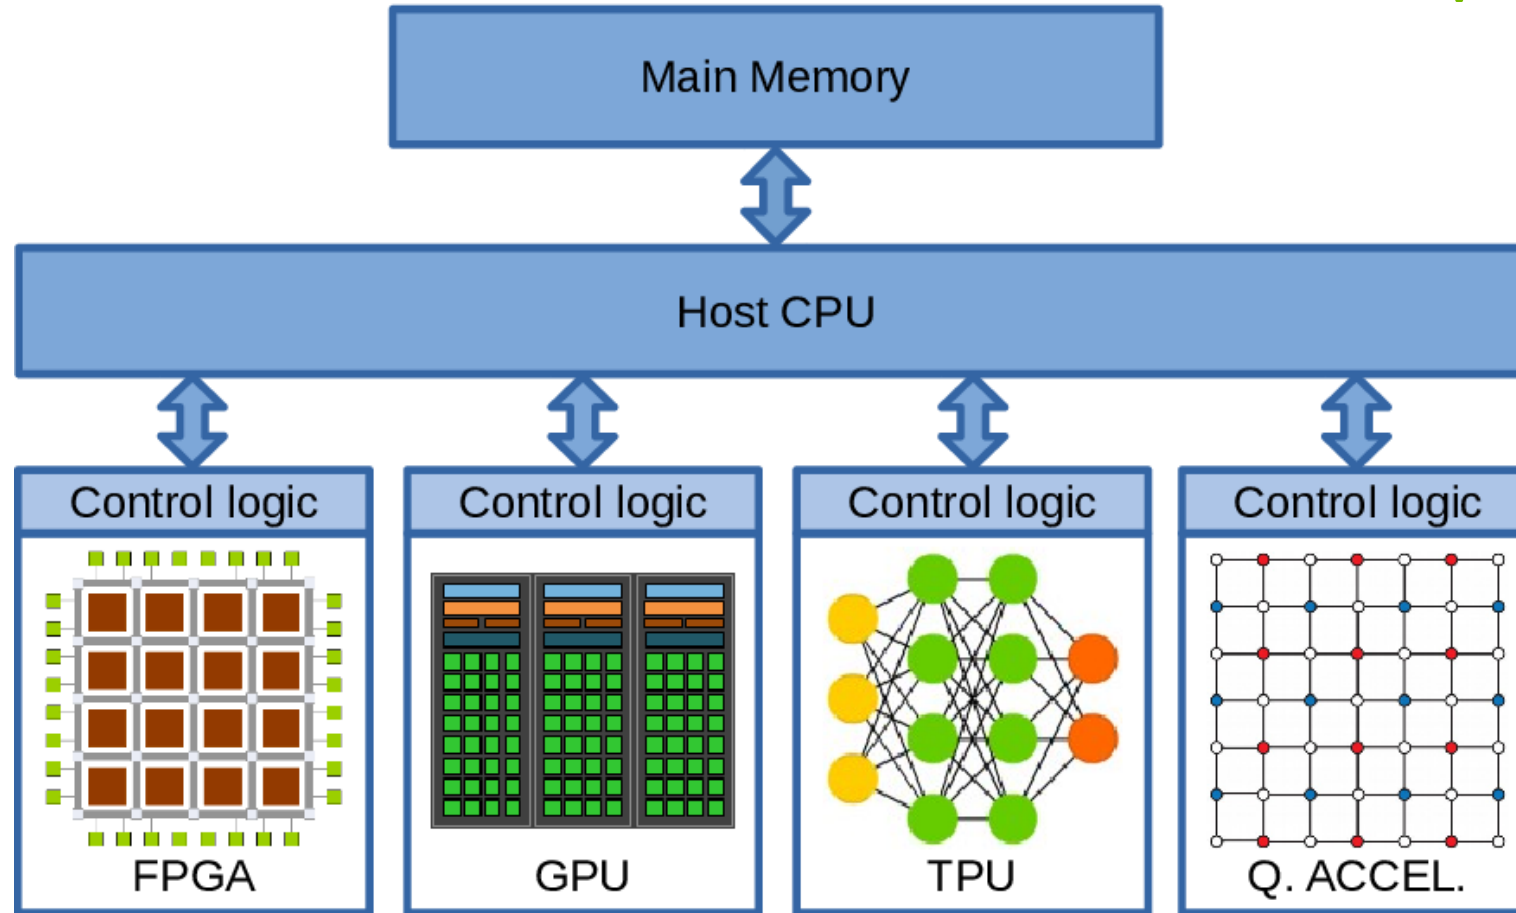 Main Memory
Host CPU
Control logic
Control logic
Control logic
Control logic
FPGA
GPU
TPU
Q. ACCEL.